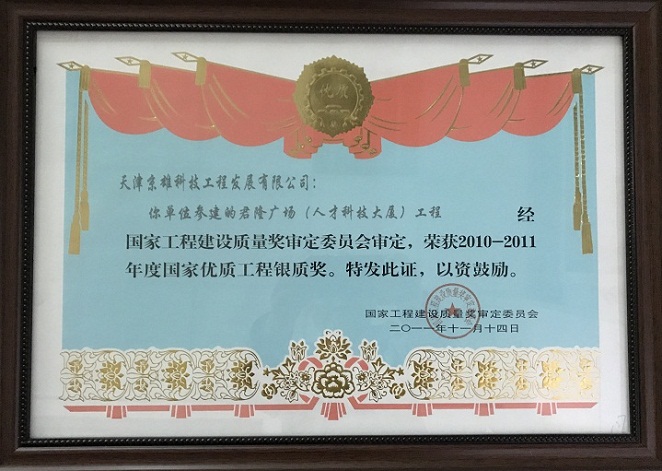 天津京雄科技工程发展有限公司：
你单位参建的君隆广场（人才科技大厦）工程 经
国家工程建设质量奖审定委员会审定，荣获2010-2011
年度国家优质工程银质奖。特发此证，以资鼓励。
国家工程建设质量奖审定委员会
二〇一一年十一月十四日